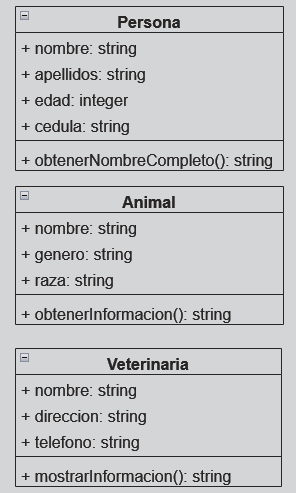 Persona
+ nombre: string
+ apellidos: string
+ edad: integer
+ cedula: string
+ obtenerNombreCompleto(): string
Animal
+ nombre: string
+ genero: string
+ raza: string
+ obtenerInformacion(): string
Veterinaria
+ nombre: string
+ direccion: string
+ telefono: string
+ mostrarInformacion(): string